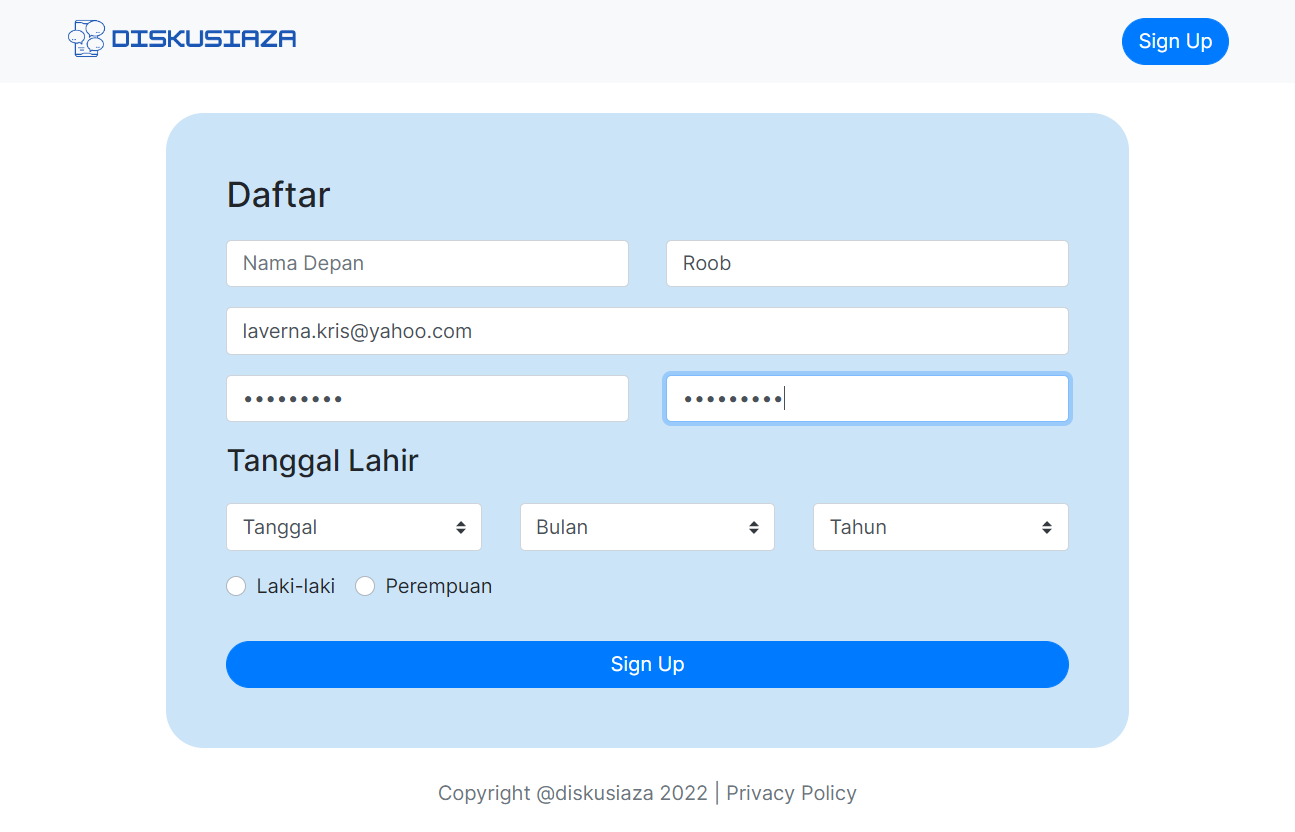 DISKUSIAZA Sign Up
Daftar
Nama Depan Roob
laverna.kris@yahoo.com
••••••••• •••••••••
Tanggal Lahir
Tanggal Bulan Tahun
Laki-laki Perempuan
Sign Up
Copyright @diskusiaza 2022 | Privacy Policy